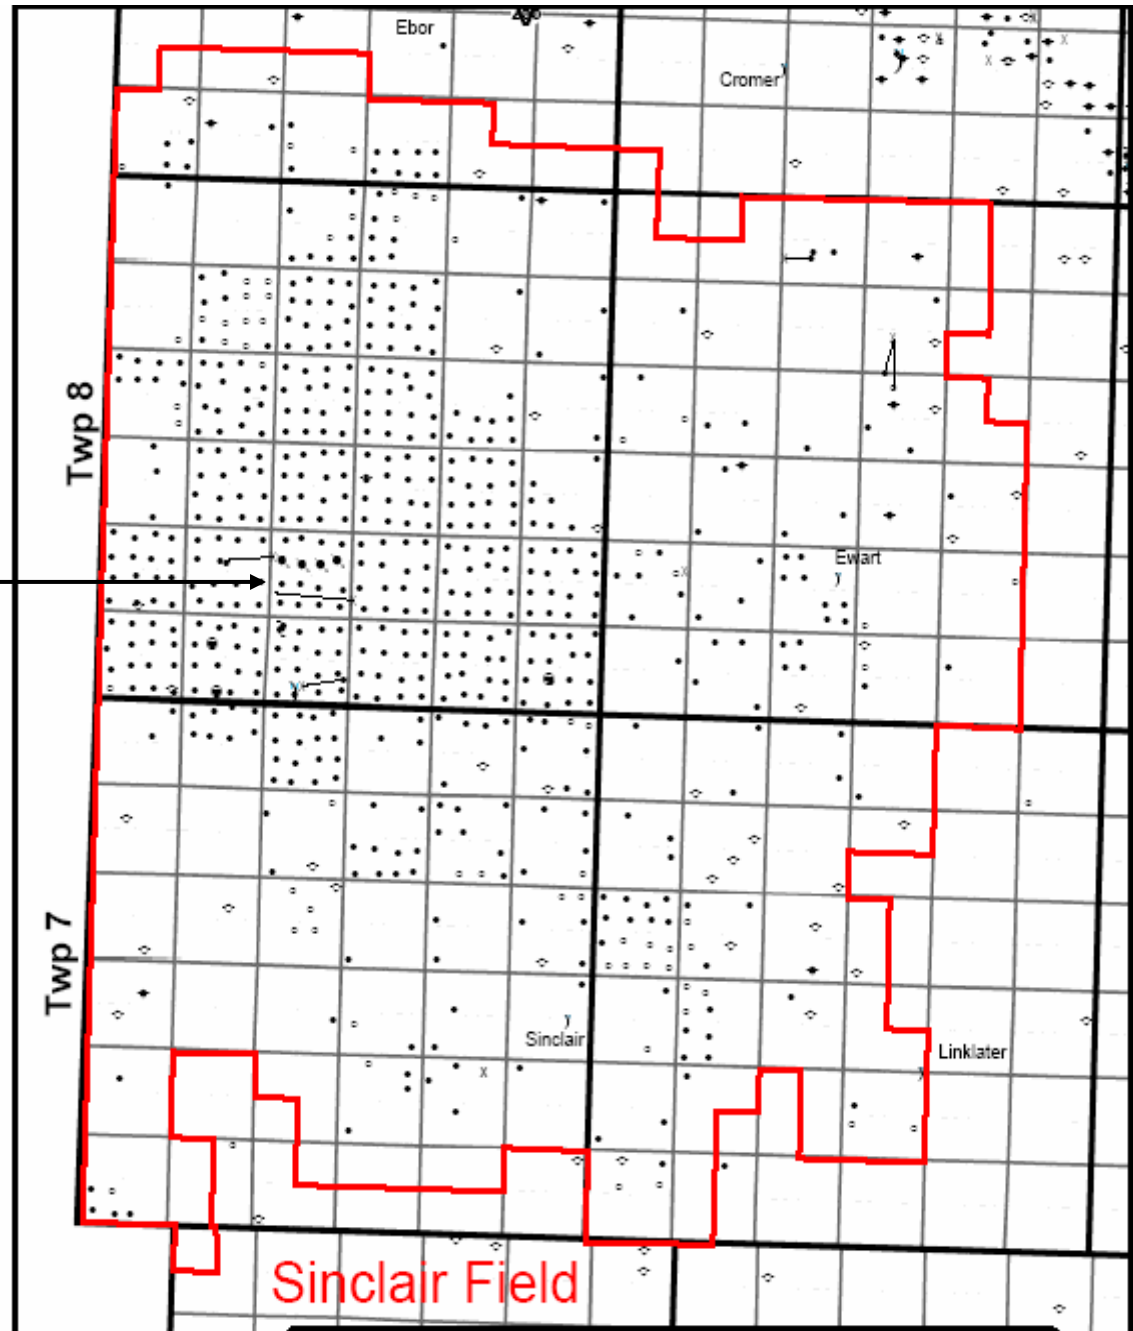 Ebor
Cromer
Twp 8
Ewart
Twp 7
Sinclair
Linklater
Sinclair Field